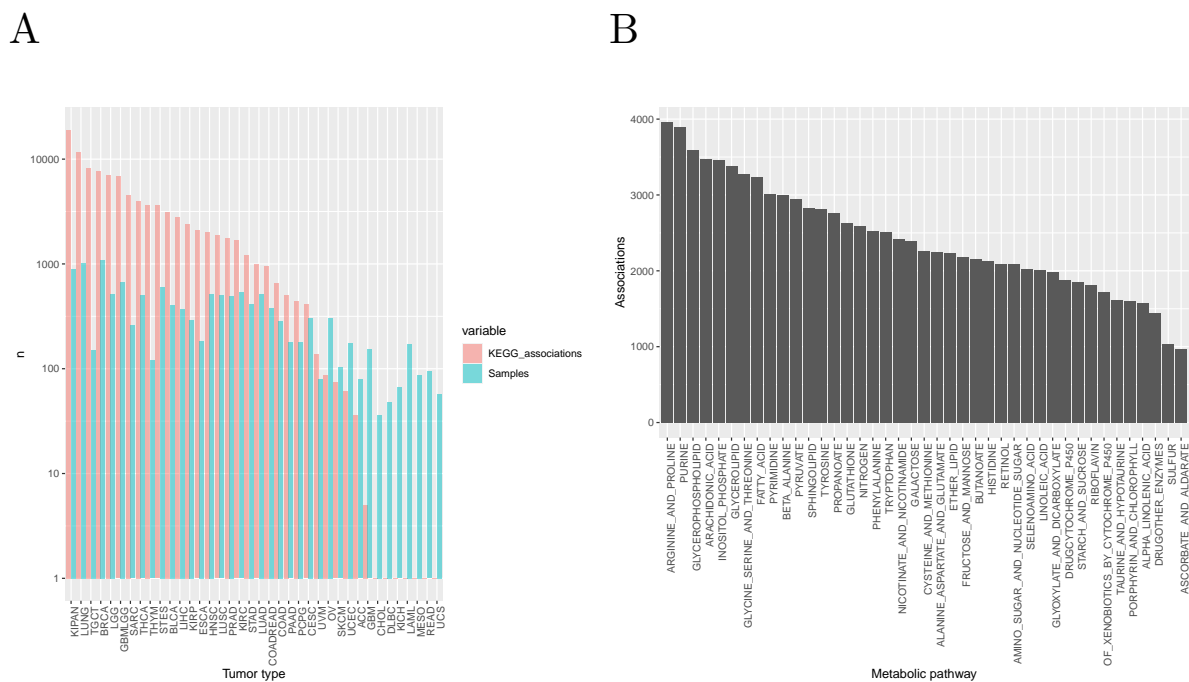 A
B
10000
1000
100
10
1
n
KIPAN
LUNG
TGCT
BRCA
LGG
GBMLGG
SARC
THCA
THYM
STES
BLCA
LIHC
KIRP
ESCA
HNSC
LUSC
PRAD
KIRC
STAD
LUAD
COADREAD
COAD
PAAD
PCPG
CESC
UVM
OV
SKCM
UCEC
ACC
GBM
CHOL
DLBC
KICH
LAML
MESO
READ
UCS
Tumor type
variable
KEGG_associations
Samples
4000
3000
2000
1000
0
Associations
ARGININE_AND_PROLINE
PURINE
GLYCEROPHOSPHOLIPID
ARACHIDONIC_ACID
INOSITOL_PHOSPHATE
GLYCEROLIPID
GLYCINE_SERINE_AND_THREONINE
FATTY_ACID
PYRIMIDINE
BETA_ALANINE
PYRUVATE
SPHINGOLIPID
TYROSINE
PROPANOATE
GLUTATHIONE
NITROGEN
PHENYLALANINE
TRYPTOPHAN
NICOTINATE_AND_NICOTINAMIDE
GALACTOSE
CYSTEINE_AND_METHIONINE
ALANINE_ASPARTATE_AND_GLUTAMATE
ETHER_LIPID
FRUCTOSE_AND_MANNOSE
BUTANOATE
HISTIDINE
RETINOL
AMINO_SUGAR_AND_NUCLEOTIDE_SUGAR
SELENOAMINO_ACID
LINOLEIC_ACID
GLYOXYLATE_AND_DICARBOXYLATE
DRUGCYTOCHROME_P450
STARCH_AND_SUCROSE
RIBOFLAVIN
OF_XENOBIOTICS_BY_CYTOCHROME_P450
TAURINE_AND_HYPOTAURINE
PORPHYRIN_AND_CHLOROPHYLL
ALPHA_LINOLENIC_ACID
DRUGOTHER_ENZYMES
SULFUR
ASCORBATE_AND_ALDARATE
Metabolic pathway